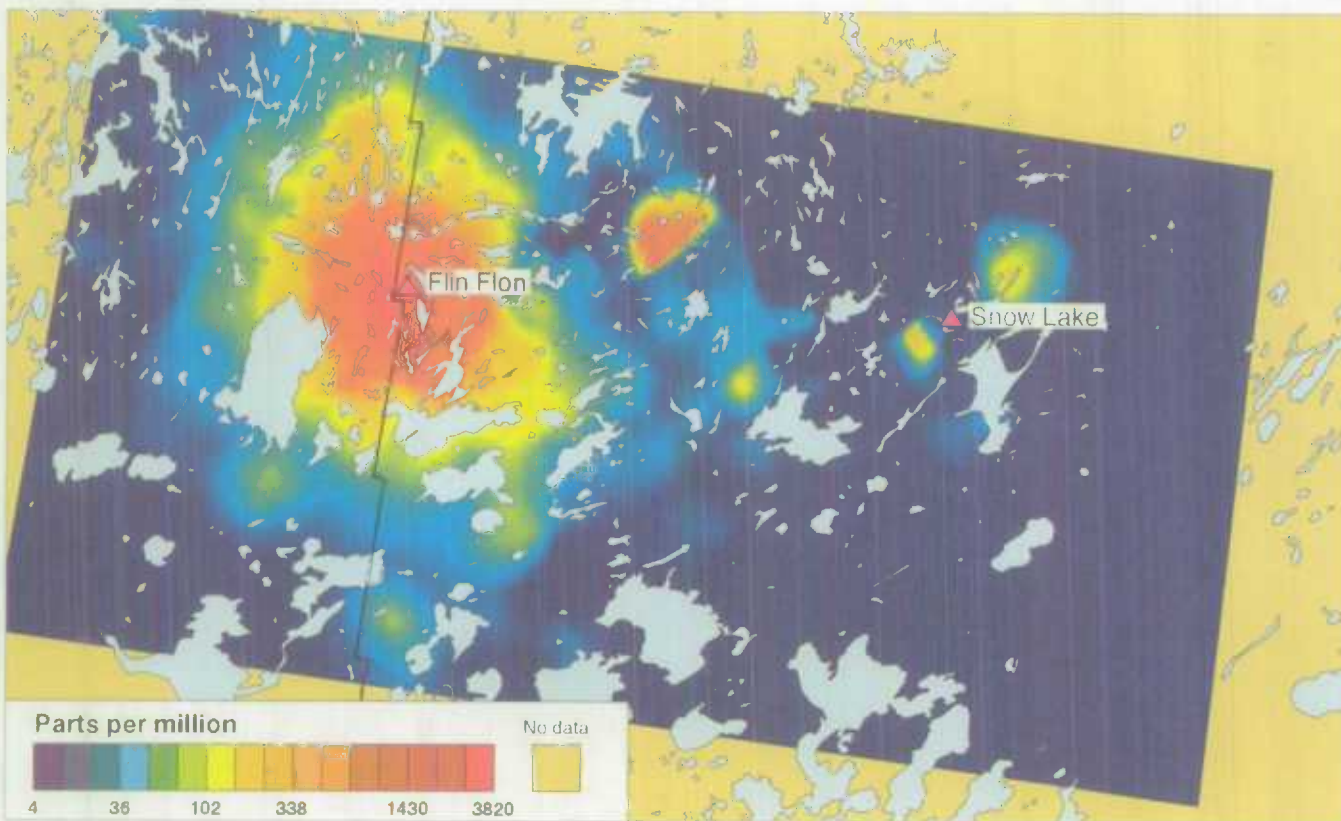 Flin Flon
Snow Lake
Parts per million
No data
4 36 102 338 1430 3820